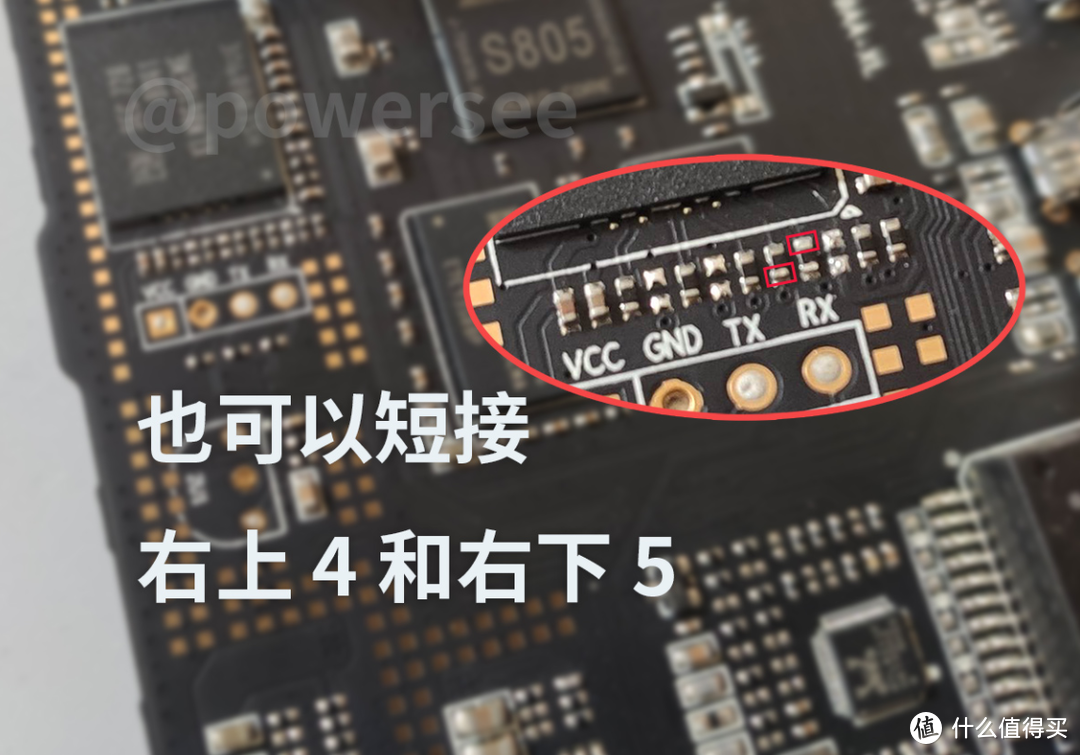 S805
@powersee
VCC GND TX RX
VCC GND TX RX
也可以短接
右上 4 和右下 5
值 什么值得买